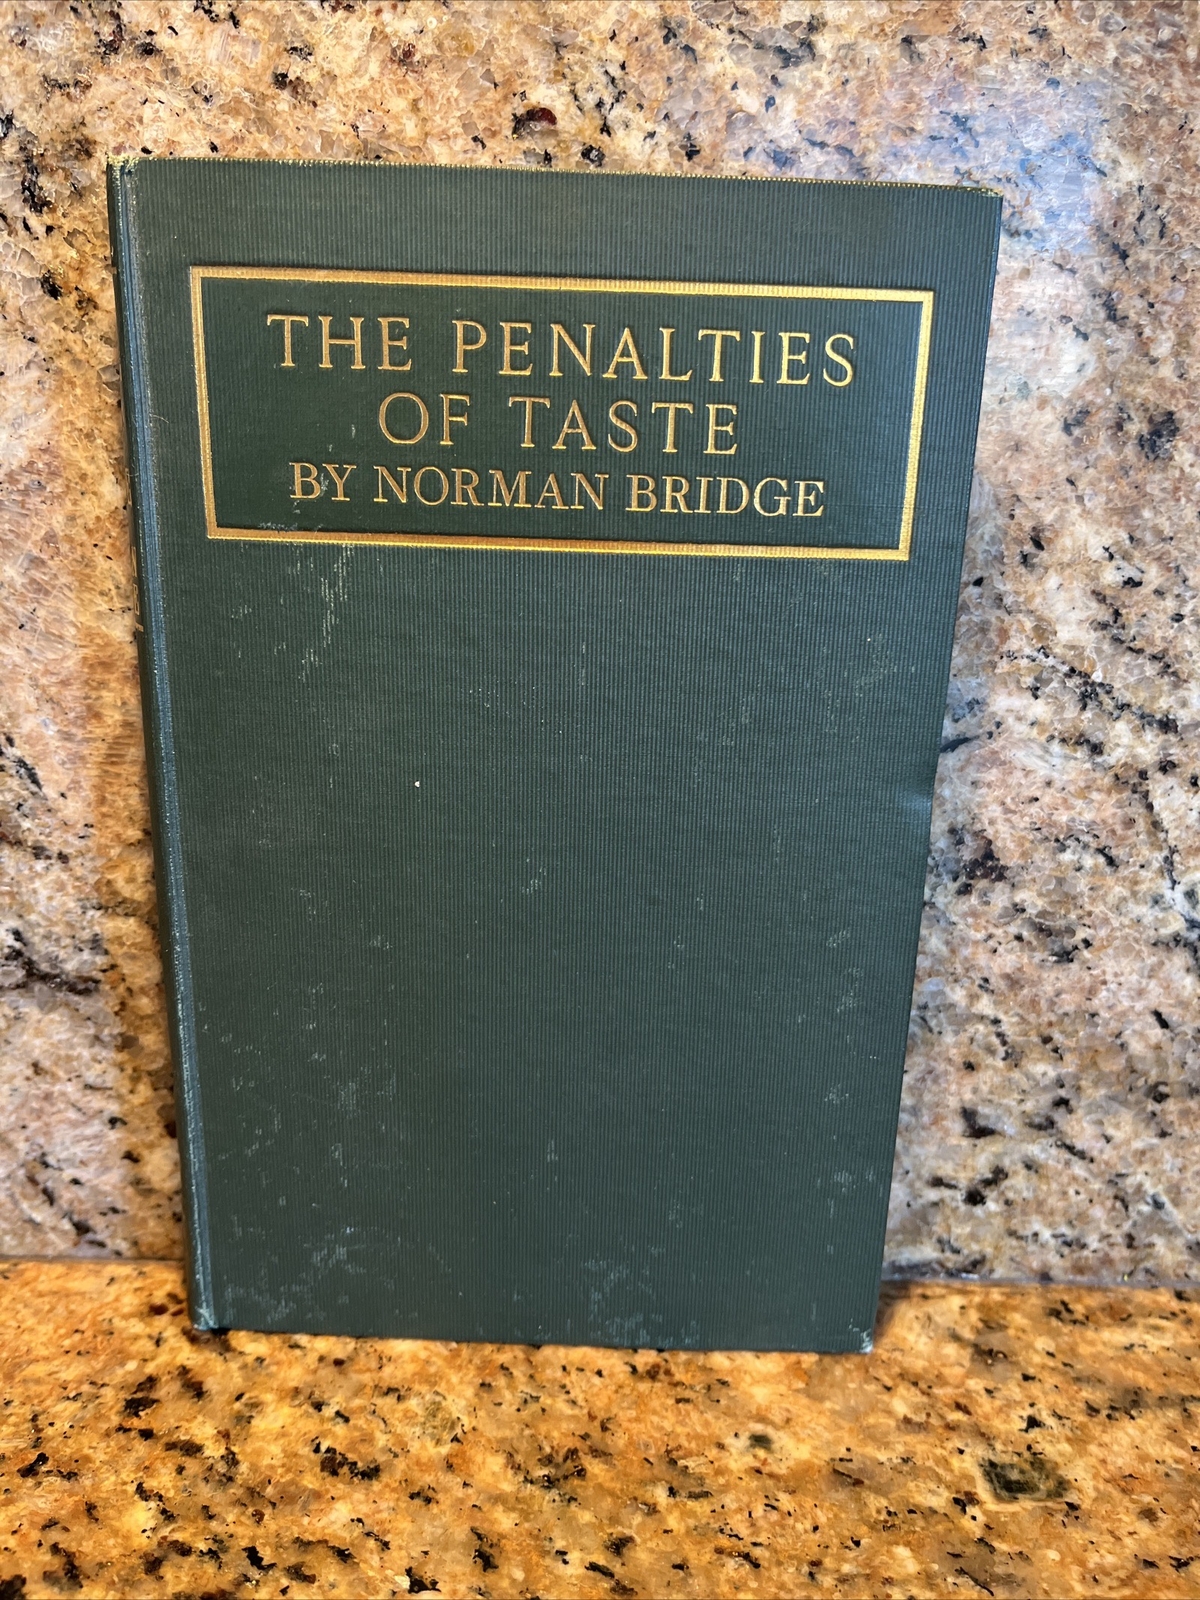 THE PENALTIES
OF TASTE
BY NORMAN BRIDGE